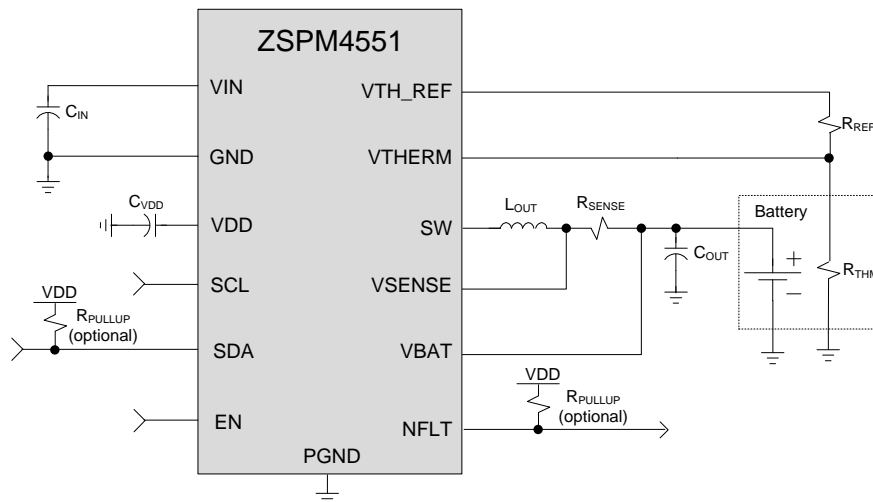 ZSPM4551
VIN
VTH_REF
CIN
RREF
GND
VTHERM
CVDD
VDD
LOUT
RSENSE
SW
Battery
COUT
+
−
RTHM
SCL
VSENSE
VDD
RPULLUP
(optional)
SDA
VBAT
VDD
RPULLUP
(optional)
EN
NFLT
PGND